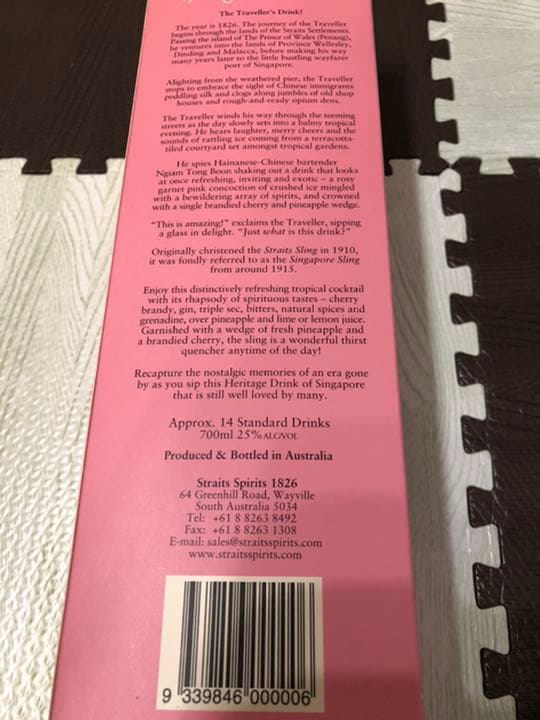 The Traveller's Drink!
The year is 1826. The journey of the Traveller
begins through the lands of the Straits Settlements.
Passing the island of The Prince of Wales (Penang),
he ventures into the lands of Province Wellesley,
Dinding and Malacca, before making his way
many years later to the little bustling wayfarer
port of Singapore.
Alighting from the weathered pier, the Traveller
stops to embrace the sight of Chinese immigrants
peddling silk and clogs along jumbles of old shop
houses and rough-and-ready opium dens.
The Traveller winds his way through the teeming
streets as the day slowly sets into a balmy tropical
evening. He hears laughter, merry cheers and the
sounds of rattling ice coming from a terracotta-
tiled courtyard set amongst tropical gardens.
He spies Hainanese-Chinese bartender
Ngiam Tong Boon shaking out a drink that looks
at once refreshing, inviting and exotic – a rosy
garner pink concoction of crushed ice mingled
with a bewildering array of spirits, and crowned
with a single brandied cherry and pineapple wedge.
“This is amazing!” exclaims the Traveller, sipping
a glass in delight. “Just what is this drink?”
Originally christened the Straits Sling in 1910,
it was fondly referred to as the Singapore Sling
from around 1915.
Enjoy this distinctively refreshing tropical cocktail
with its rhapsody of spirituous tastes – cherry
brandy, gin, triple sec, bitters, natural spices and
grenadine, over pineapple and lime or lemon juice.
Garnished with a wedge of fresh pineapple and
a brandied cherry, the sling is a wonderful thirst
quencher anytime of the day!
Recapture the nostalgic memories of an era gone
by as you sip this Heritage Drink of Singapore
that is still well loved by many.
Approx. 14 Standard Drinks
700ml 25% ALC/VOL
Produced & Bottled in Australia
Straits Spirits 1826
64 Greenhill Road, Wayville
South Australia 5034
Tel: +61 8 8263 8492
Fax: +61 8 8263 1308
E-mail: sales@straitsspirits.com
www.straitsspirits.com
9 339846 000006